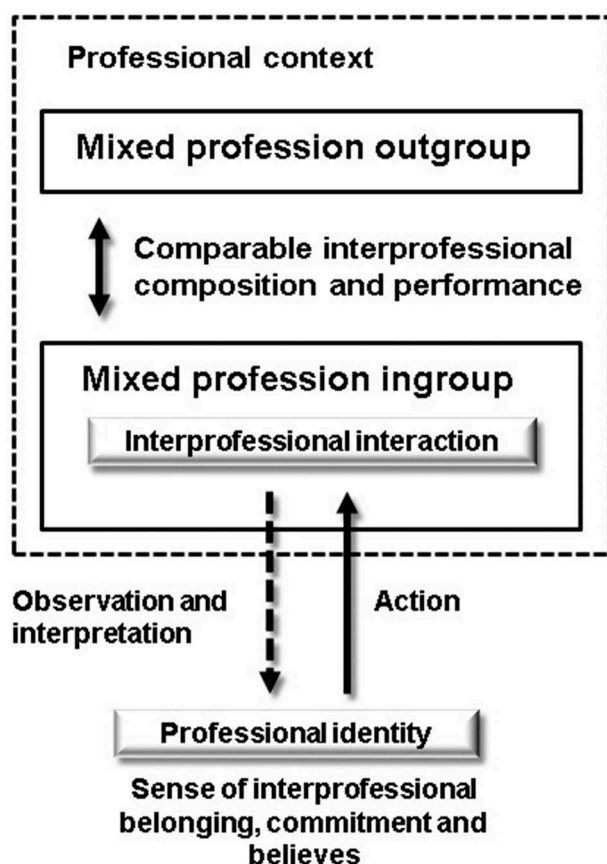 Professional context
Mixed profession outgroup
Comparable interprofessional
composition and performance
Mixed profession ingroup
Interprofessional interaction
Observation and
interpretation
Action
Professional identity
Sense of interprofessional
belonging, commitment and
believes